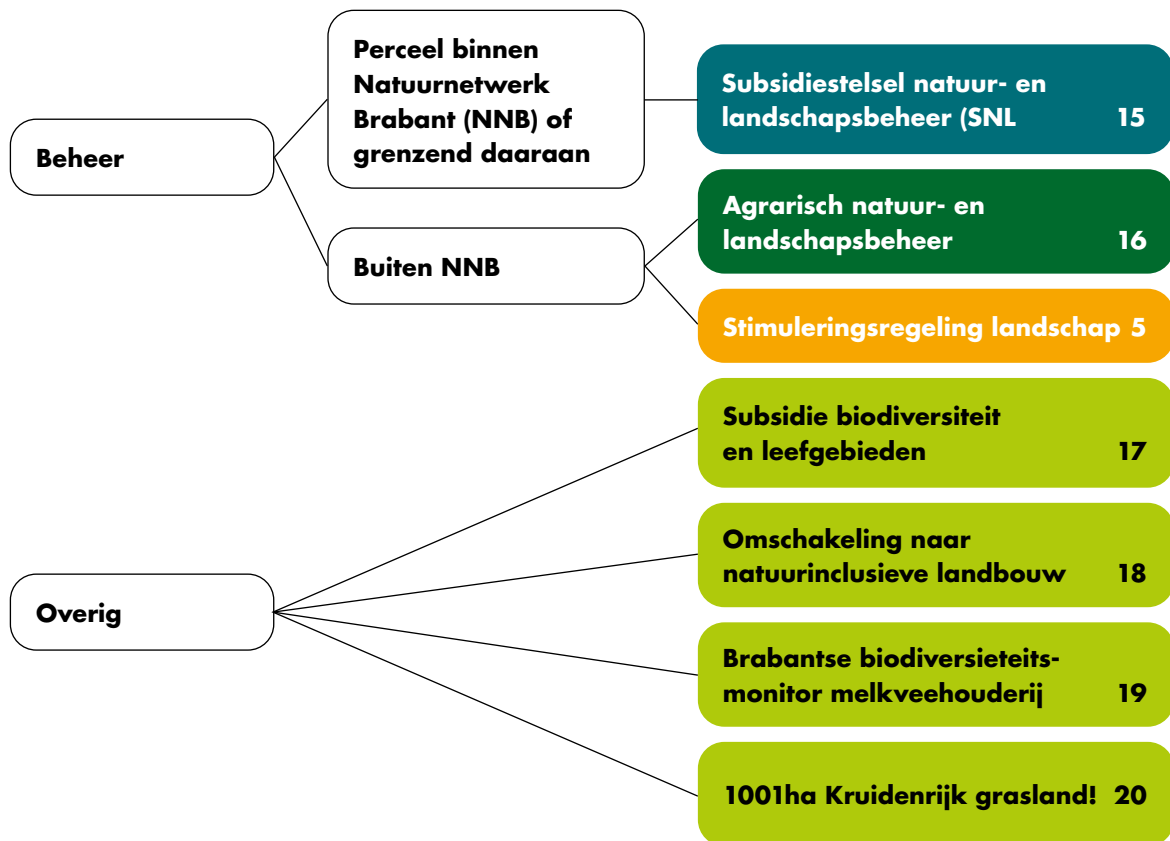 Beheer
Perceel binnen
Natuurnetwerk
Brabant (NNB) of
grenzend daaraan
Subsidiestelsel natuur- en
landschapsbeheer (SNL 15
Buiten NNB
Agrarisch natuur- en
landschapsbeheer 16
Stimuleringsregeling landschap 5
Overig
Subsidie biodiversiteit
en leefgebieden 17
Omschakeling naar
natuurinclusieve landbouw 18
Brabantse biodiversieteits-
monitor melkveehouderij 19
1001ha Kruidenrijk grasland! 20